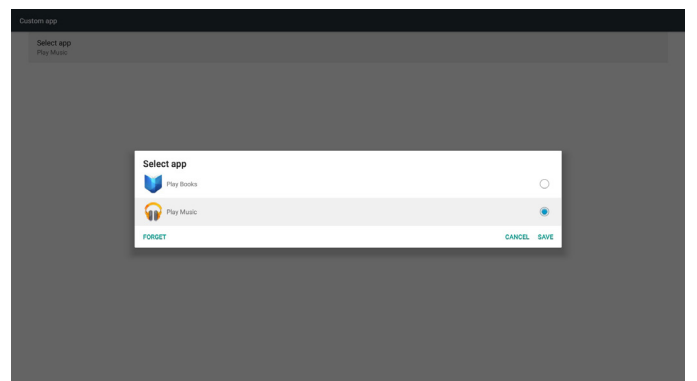 Custom app
Select app
Play Music
Select app
Play Books
Play Music
FORGET CANCEL SAVE